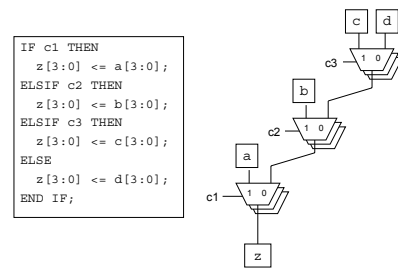 IF c1 THEN
z[3:0] <= a[3:0];
ELSIF c2 THEN
z[3:0] <= b[3:0];
ELSIF c3 THEN
z[3:0] <= c[3:0];
ELSE
z[3:0] <= d[3:0];
END IF;
c d
c3 1 0
b
c2 1 0
a
c1 1 0
z